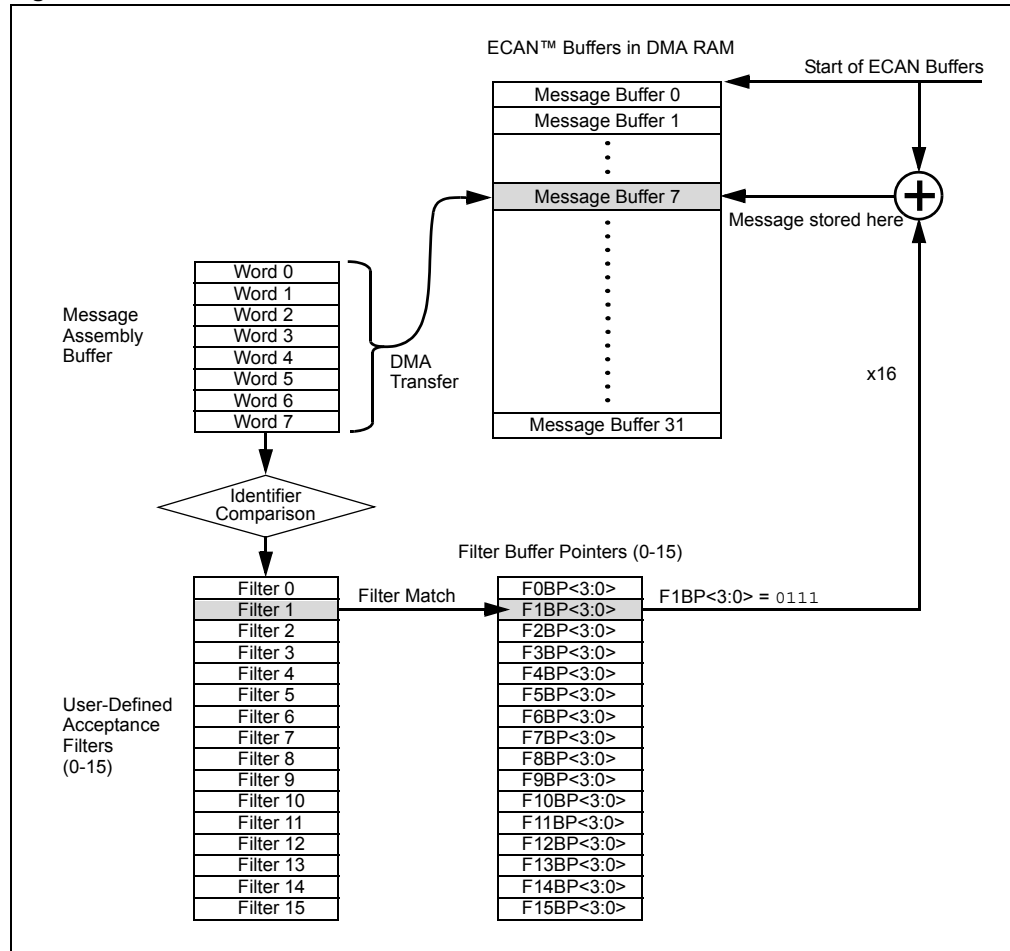 ECAN™ Buffers in DMA RAM
Start of ECAN Buffers
Message Buffer 0
Message Buffer 1
Message Buffer 7
Message stored here
Word 0
Word 1
Word 2
Word 3
Word 4
Word 5
Word 6
Word 7
Message
Assembly
Buffer
DMA
Transfer
x16
Message Buffer 31
Identifier
Comparison
Filter Buffer Pointers (0-15)
Filter 0
Filter 1
Filter 2
Filter 3
Filter 4
Filter 5
Filter 6
Filter 7
Filter 8
Filter 9
Filter 10
Filter 11
Filter 12
Filter 13
Filter 14
Filter 15
Filter Match
F0BP<3:0>
F1BP<3:0>
F2BP<3:0>
F3BP<3:0>
F4BP<3:0>
F5BP<3:0>
F6BP<3:0>
F7BP<3:0>
F8BP<3:0>
F9BP<3:0>
F10BP<3:0>
F11BP<3:0>
F12BP<3:0>
F13BP<3:0>
F14BP<3:0>
F15BP<3:0>
F1BP<3:0> = 0111
User-Defined
Acceptance
Filters
(0-15)